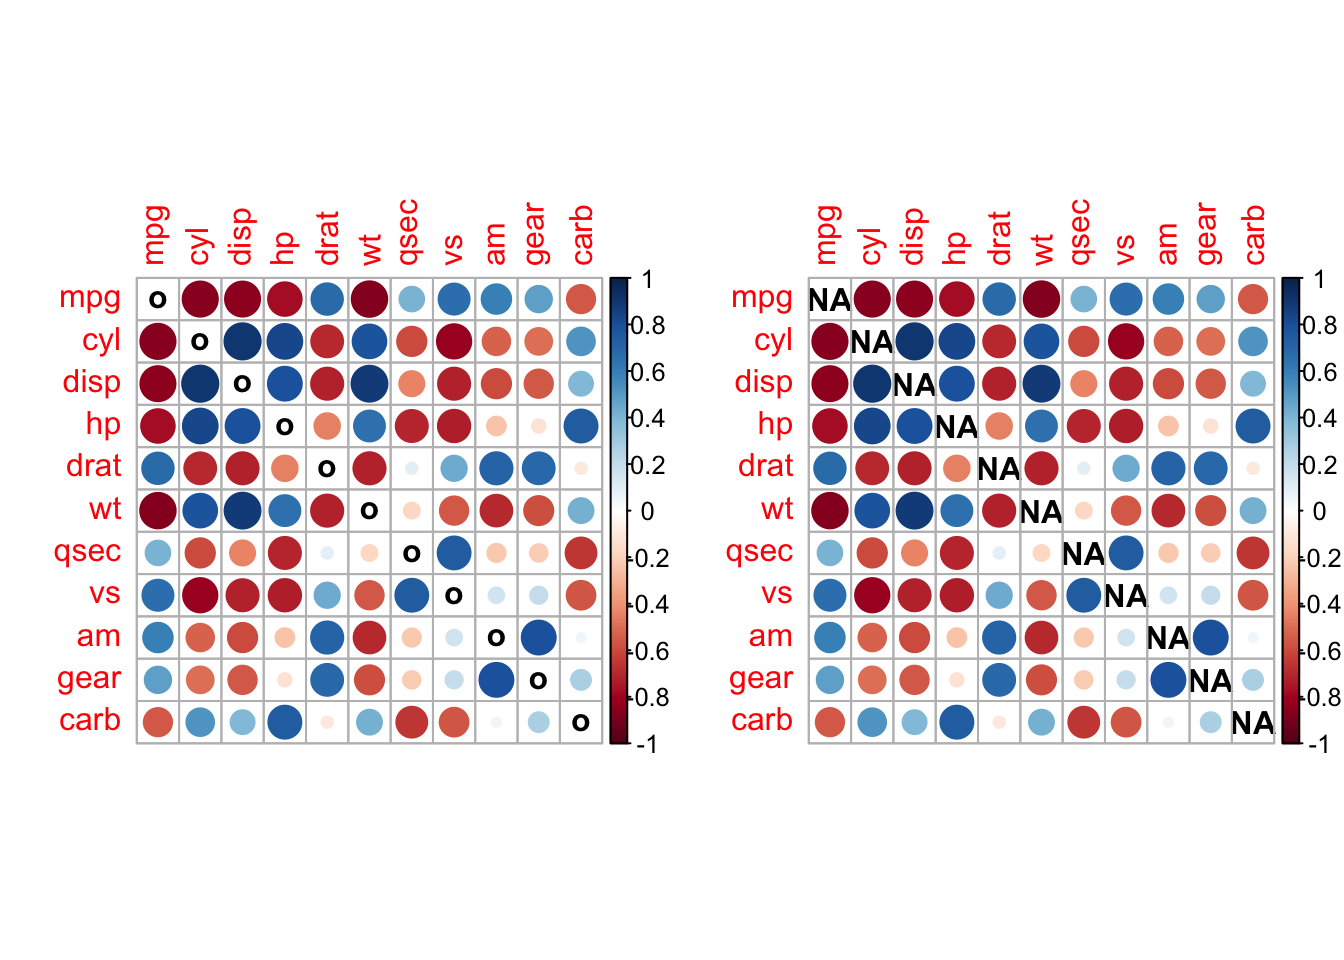 mpg cyl disp hp drat wt qsec vs am gear carb
mpg o
cyl o
disp o
hp o
drat o
wt o
qsec o
vs o
am o
gear o
carb o
1
0.8
0.6
0.4
0.2
0
-0.2
-0.4
-0.6
-0.8
-1
mpg cyl disp hp drat wt qsec vs am gear carb
mpg NA
cyl NA
disp NA
hp NA
drat NA
wt NA
qsec NA
vs NA
am NA
gear NA
carb NA
1
0.8
0.6
0.4
0.2
0
-0.2
-0.4
-0.6
-0.8
-1